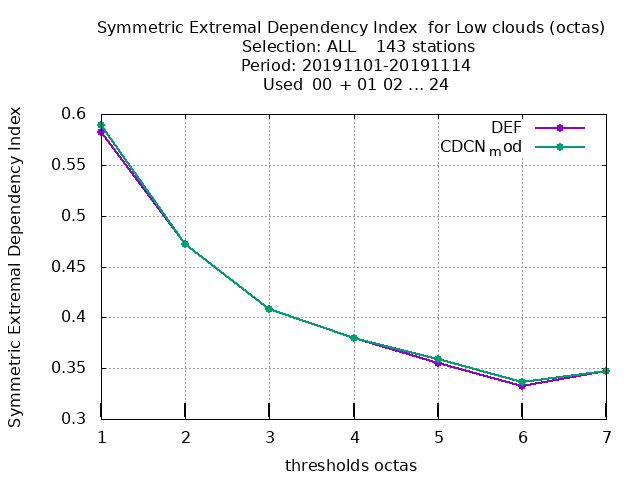 Symmetric Extremal Dependency Index  for Low clouds (octas)
Selection: ALL    143 stations
Period: 20191101-20191114
Used  00 + 01 02 ... 24
DEF
CDCN_mod
Symmetric Extremal Dependency Index
0.6
0.55
0.5
0.45
0.4
0.35
0.3
1 2 3 4 5 6 7
thresholds octas